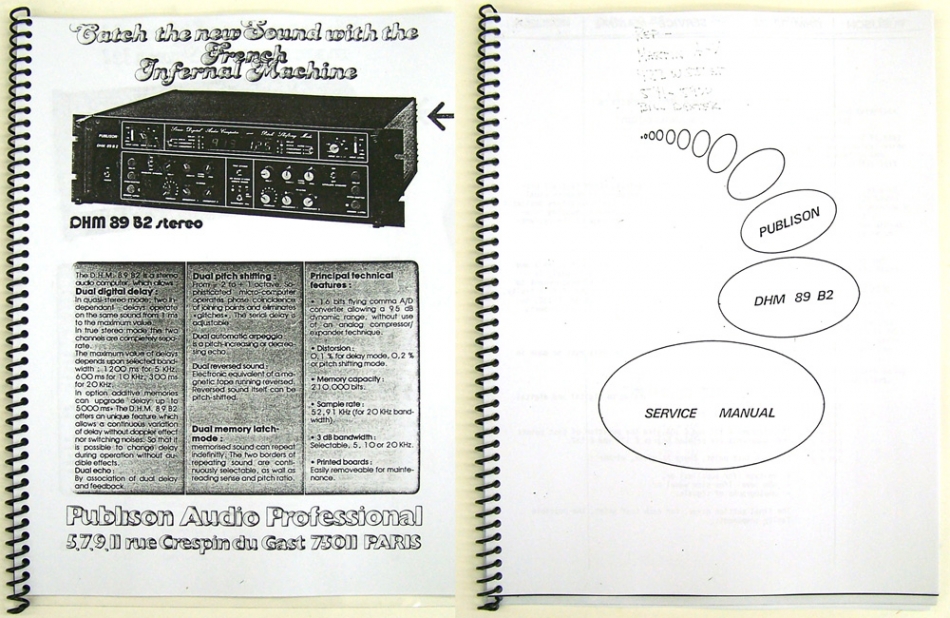 Catch the new Sound with the
French
Infernal Machine
PUBLISON
DHM 89 B2
Stereo Digital Audio Computer — Pitch Shifting Mode
DHM 89 B2 stereo
The D.H.M. 89 B2 is a stereo
audio computer, which allows :
Dual digital delay :
In quasi-stereo mode, two in-
dependant delays operate
on the same sound from 1 ms
to the maximum value.
In true stereo mode the two
channels are completely sepa-
rate.
The maximum value of delays
depends upon selected band-
width : 1200 ms for 5 KHz,
600 ms for 10 KHz, 300 ms
for 20 KHz.
In option additive memories
can upgrade delay up to
5000 ms• The D.H.M. 89 B2
offers an unique feature which
allows a continuous variation
of delay without doppler effect
nor switching noises. So that it
is possible to change delay
during operation without au-
dible effects.
Dual echo :
By association of dual delay
and feedback.
Dual pitch shifting :
From - 2 to + 1 octave. So-
phisticated micro-computer
operates phase coincidence
of joining points and eliminates
«glitches». The serial delay is
adjustable.
Dual automatic arpeggio
is a pitch-increasing or decrea-
sing echo.
Dual reversed sound :
Electronic equivalent of a ma-
gnetic tape running reversed.
Reversed sound itself can be
pitch-shifted.
Dual memory latch-
mode :
memorised sound can repeat
indefinitly. The two borders of
repeating sound are conti-
nuously selectable, as well as
reading sense and pitch ratio.
Principal technical
features :
• 16 bits flying comma A/D
converter allowing a 95 dB
dynamic range, without use
of an analog compressor/
expander technique.
• Distorsion :
0,1 % for delay mode, 0,2 %
or pitch shifting mode.
• Memory capacity :
210,000 bits.
• Sample rate :
52,91 KHz (for 20 KHz band-
width).
• 3 dB bandwidth :
Selectable, 5, 10 or 20 KHz.
• Printed boards :
Easily removeable for mainte-
nance.
Publison Audio Professional
5,7,9,11 rue Crespin du Gast 75011 PARIS
PUBLISON
DHM 89 B2
SERVICE MANUAL